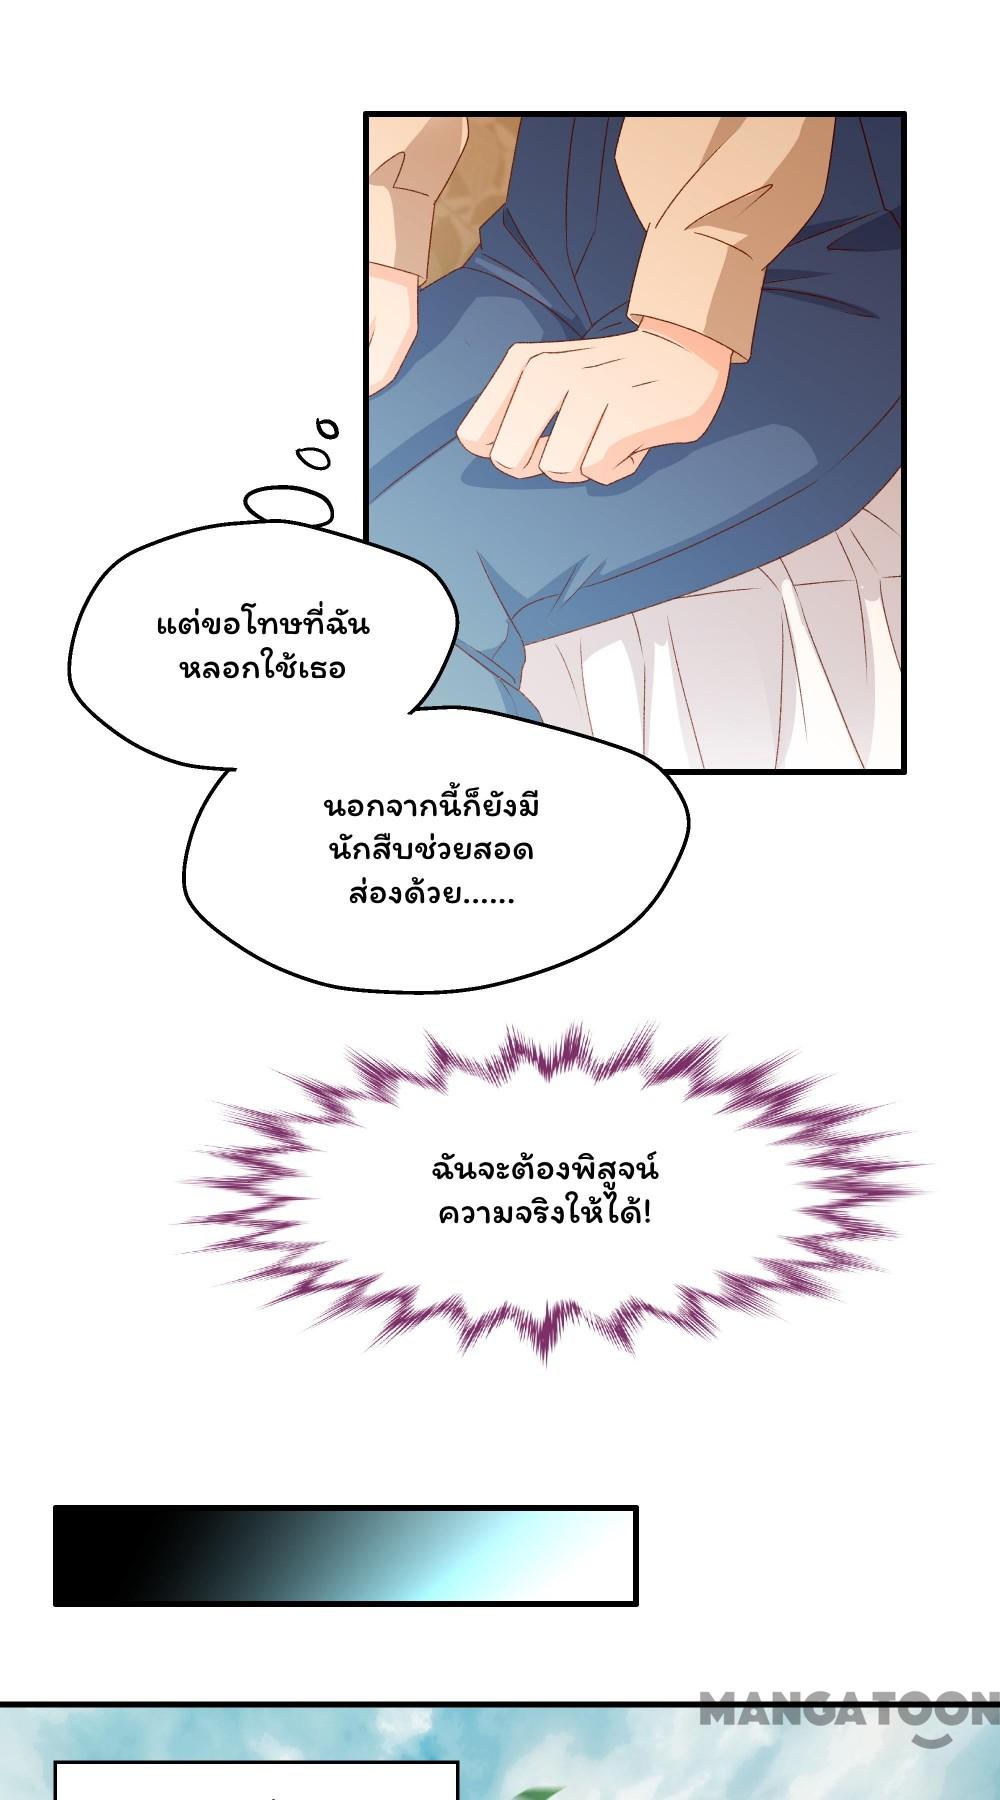 แต่ขอโทษที่ฉัน
หลอกใช้เธอ
นอกจากนี้ก็ยังมี
นักสืบช่วยสอด
ส่องด้วย......
ฉันจะต้องพิสูจน์
ความจริงให้ได้!
MANGATOON